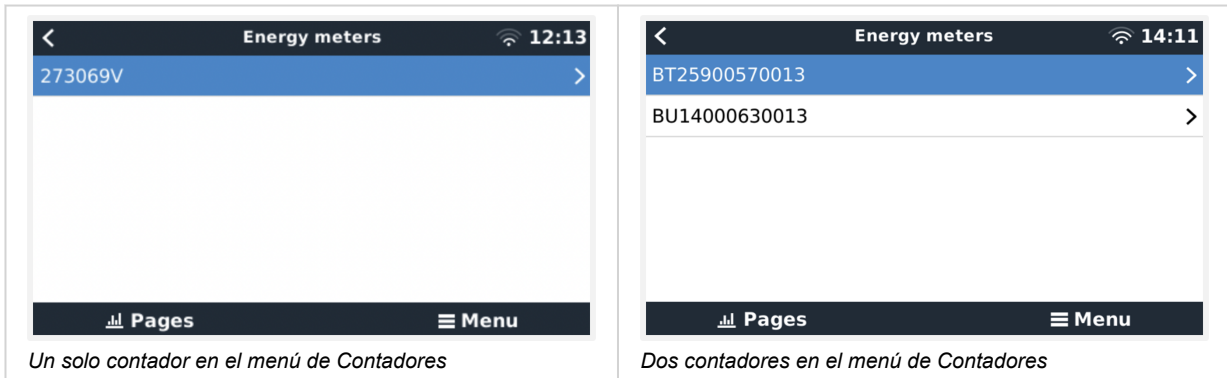 Energy meters 12:13
273069V
Pages Menu
Un solo contador en el menú de Contadores
Energy meters 14:11
BT25900570013
BU14000630013
Pages Menu
Dos contadores en el menú de Contadores